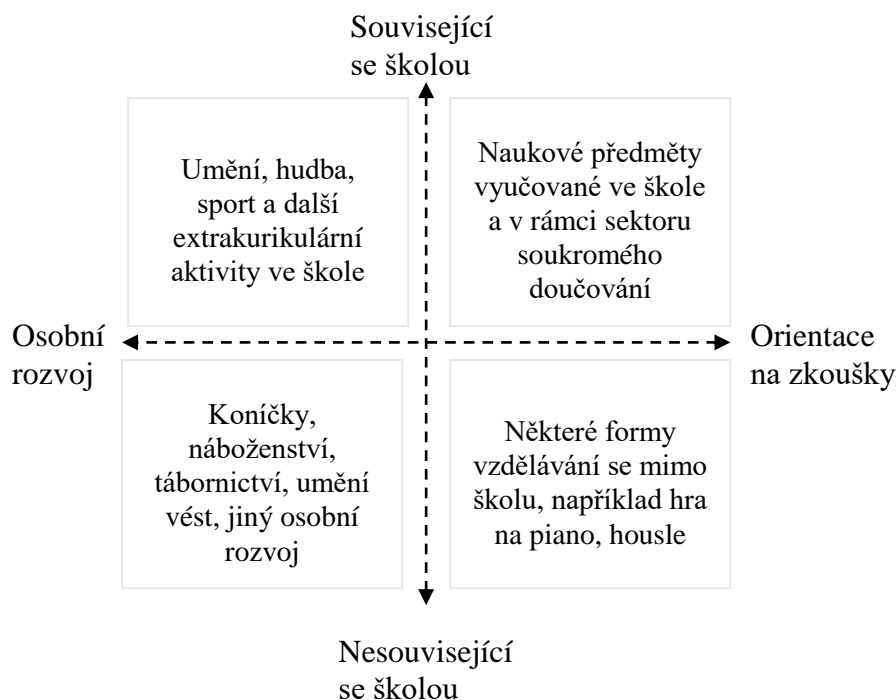 Související
se školou
Umění, hudba,
sport a další
extrakurikulární
aktivity ve škole
Naukové předměty
vyučované ve škole
a v rámci sektoru
soukromého
doučování
Osobní
rozvoj
Orientace
na zkoušky
Koníčky,
náboženství,
tábornictví, umění
vést, jiný osobní
rozvoj
Některé formy
vzdělávání se mimo
školu, například hra
na piano, housle
Nesouvisející
se školou